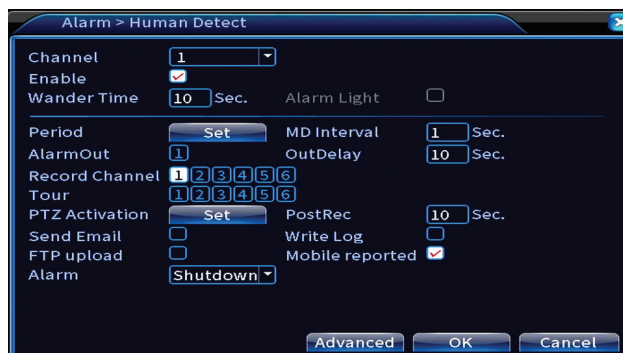 Alarm > Human Detect
Channel 1
Enable
Wander Time 10 Sec. Alarm Light
Period Set MD Interval 1 Sec.
AlarmOut 1 OutDelay 10 Sec.
Record Channel 1 2 3 4 5 6
Tour 1 2 3 4 5 6
PTZ Activation Set PostRec 10 Sec.
Send Email Write Log
FTP upload Mobile reported
Alarm Shutdown
Advanced OK Cancel